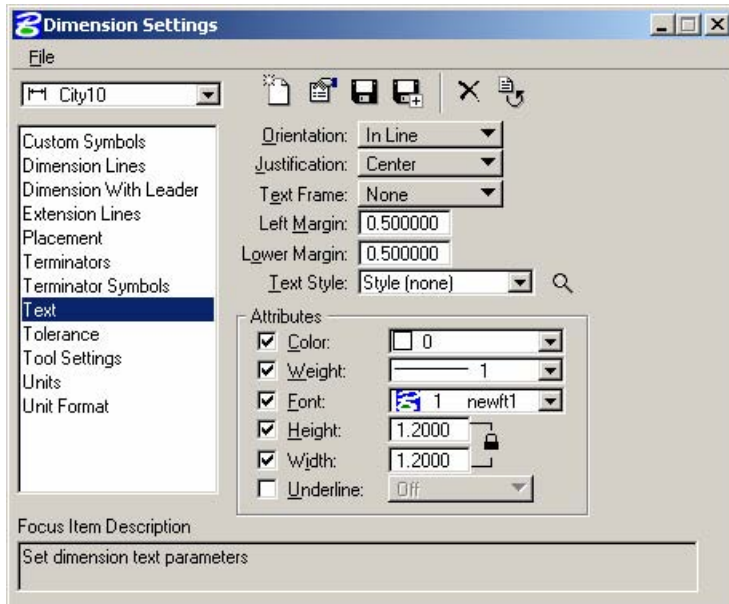 Dimension Settings
File
City10
Custom Symbols
Dimension Lines
Dimension With Leader
Extension Lines
Placement
Terminators
Terminator Symbols
Text
Tolerance
Tool Settings
Units
Unit Format
Orientation: In Line
Justification: Center
Text Frame: None
Left Margin: 0.500000
Lower Margin: 0.500000
Text Style: Style (none)
Attributes
Color: 0
Weight: 1
Font: 1 newft1
Height: 1.2000
Width: 1.2000
Underline: Off
Focus Item Description
Set dimension text parameters